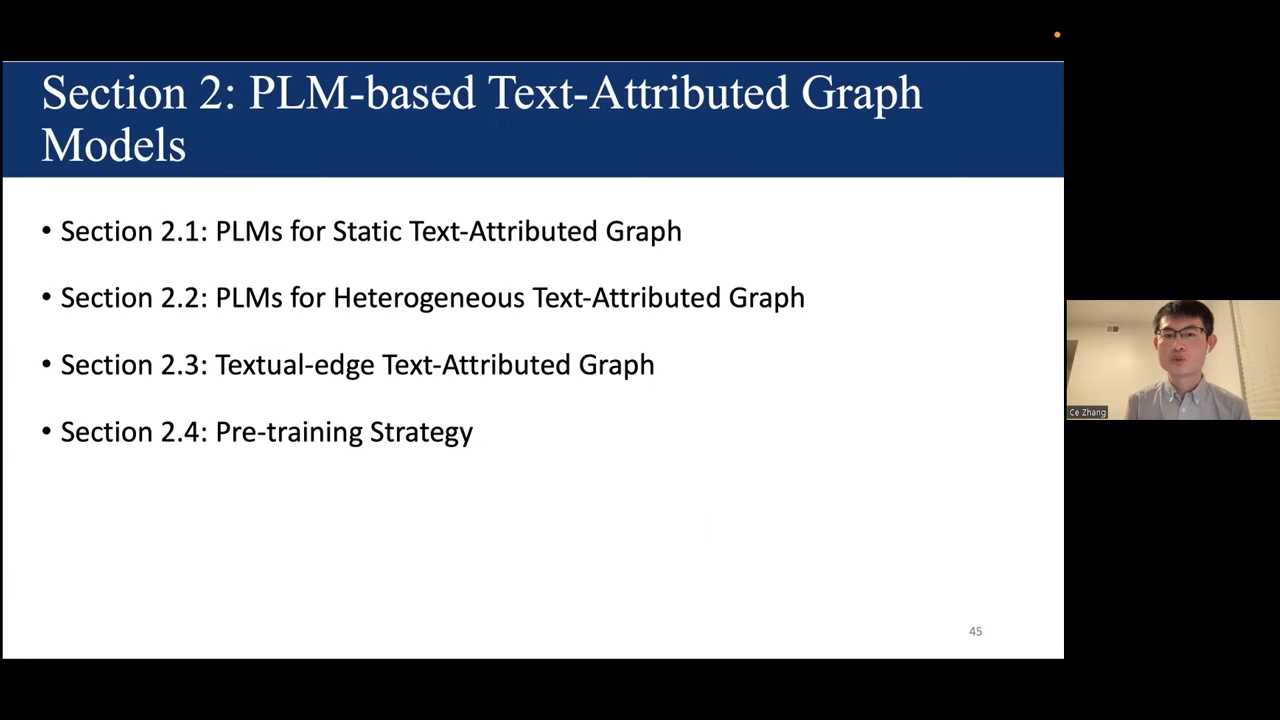 Section 2: PLM-based Text-Attributed Graph
Models
• Section 2.1: PLMs for Static Text-Attributed Graph
• Section 2.2: PLMs for Heterogeneous Text-Attributed Graph
• Section 2.3: Textual-edge Text-Attributed Graph
• Section 2.4: Pre-training Strategy
Ce Zhang
45